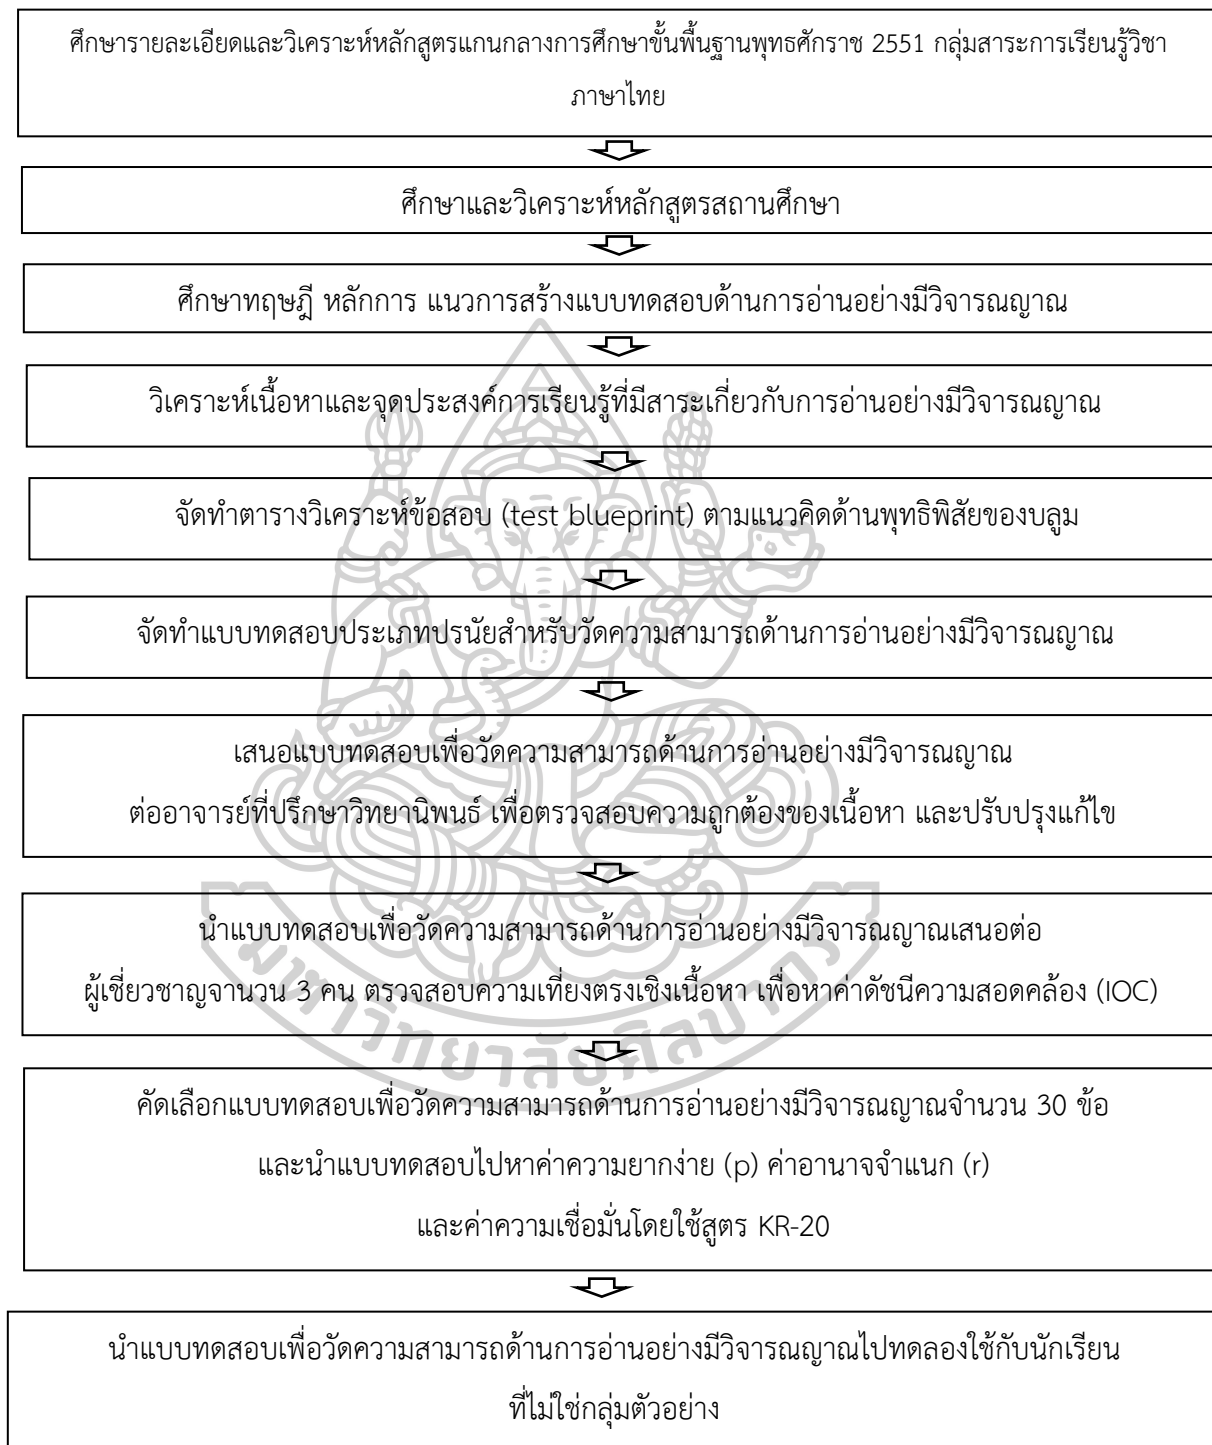 ศึกษารายละเอียดและวิเคราะห์หลักสูตรแกนกลางการศึกษาขั้นพื้นฐานพุทธศักราช 2551 กลุ่มสาระการเรียนรู้วิชา
ภาษาไทย
ศึกษาและวิเคราะห์หลักสูตรสถานศึกษา
ศึกษาทฤษฎี หลักการ แนวการสร้างแบบทดสอบด้านการอ่านอย่างมีวิจารณญาณ
วิเคราะห์เนื้อหาและจุดประสงค์การเรียนรู้ที่มีสาระเกี่ยวกับการอ่านอย่างมีวิจารณญาณ
จัดทำตารางวิเคราะห์ข้อสอบ (test blueprint) ตามแนวคิดด้านพุทธิพิสัยของบลูม
จัดทำแบบทดสอบประเภทปรนัยสำหรับวัดความสามารถด้านการอ่านอย่างมีวิจารณญาณ
เสนอแบบทดสอบเพื่อวัดความสามารถด้านการอ่านอย่างมีวิจารณญาณ
ต่ออาจารย์ที่ปรึกษาวิทยานิพนธ์ เพื่อตรวจสอบความถูกต้องของเนื้อหา และปรับปรุงแก้ไข
นำแบบทดสอบเพื่อวัดความสามารถด้านการอ่านอย่างมีวิจารณญาณเสนอต่อ
ผู้เชี่ยวชาญจำนวน 3 คน ตรวจสอบความเที่ยงตรงเชิงเนื้อหา เพื่อหาค่าดัชนีความสอดคล้อง (IOC)
มหาวิทยาลัยศิลปากร
คัดเลือกแบบทดสอบเพื่อวัดความสามารถด้านการอ่านอย่างมีวิจารณญาณจำนวน 30 ข้อ
และนำแบบทดสอบไปหาค่าความยากง่าย (p) ค่าอำนาจจำแนก (r)
และค่าความเชื่อมั่นโดยใช้สูตร KR-20
นำแบบทดสอบเพื่อวัดความสามารถด้านการอ่านอย่างมีวิจารณญาณไปทดลองใช้กับนักเรียน
ที่ไม่ใช่กลุ่มตัวอย่าง